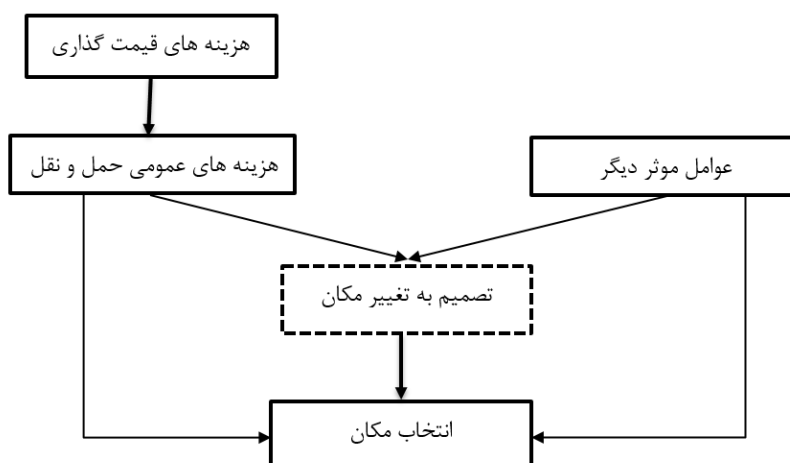 هزینه های قیمت گذاری
هزینه های عمومی حمل و نقل
عوامل موثر دیگر
تصمیم به تغییر مکان
انتخاب مکان